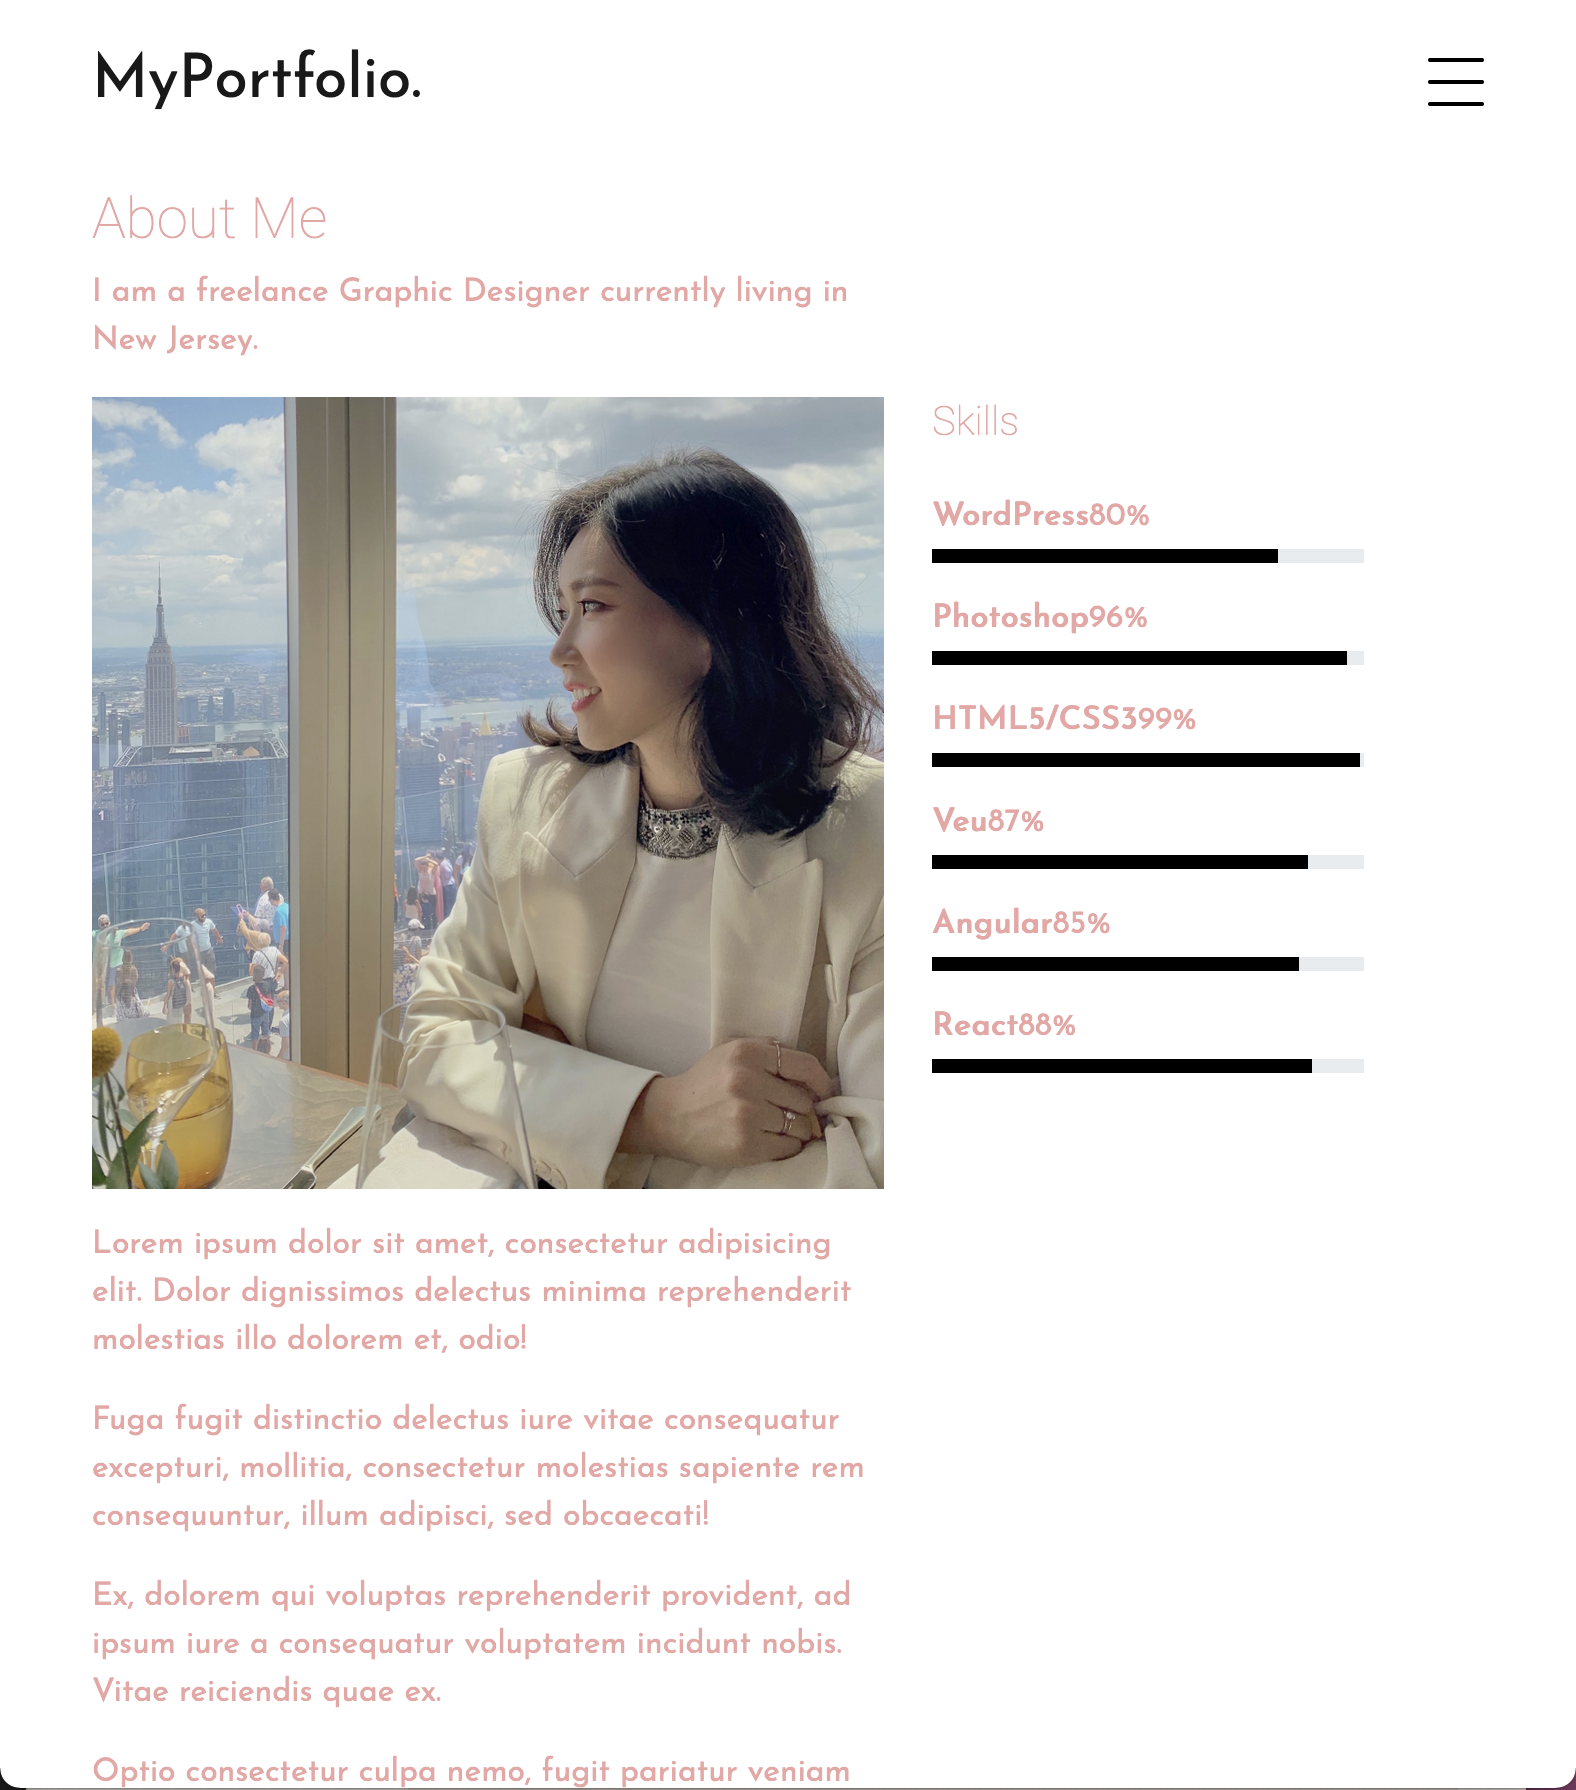 MyPortfolio.
About Me
I am a freelance Graphic Designer currently living in
New Jersey.
Skills
WordPress80%
Photoshop96%
HTML5/CSS399%
Veu87%
Angular85%
React88%
1
Lorem ipsum dolor sit amet, consectetur adipisicing
elit. Dolor dignissimos delectus minima reprehenderit
molestias illo dolorem et, odio!
Fuga fugit distinctio delectus iure vitae consequatur
excepturi, mollitia, consectetur molestias sapiente rem
consequuntur, illum adipisci, sed obcaecati!
Ex, dolorem qui voluptas reprehenderit provident, ad
ipsum iure a consequatur voluptatem incidunt nobis.
Vitae reiciendis quae ex.
Optio consectetur culpa nemo, fugit pariatur veniam